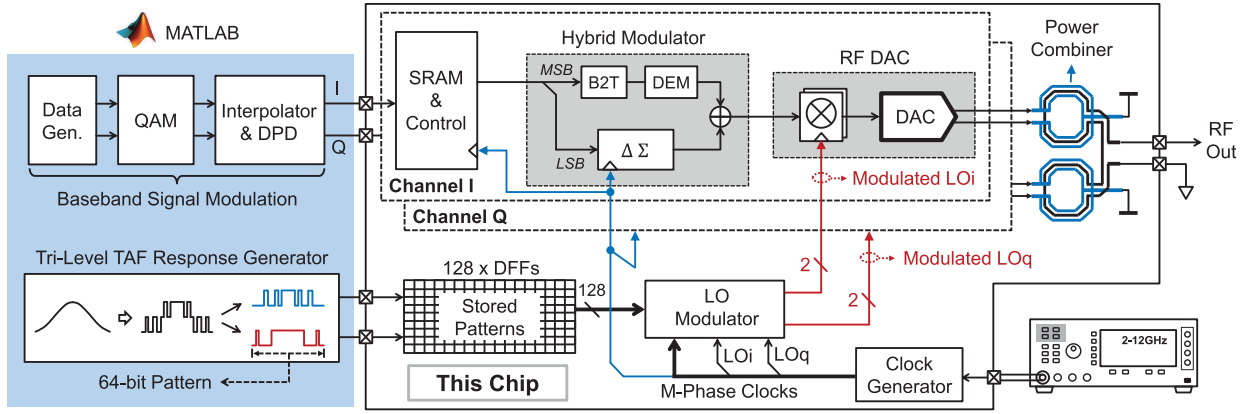 MATLAB
Data
Gen.
QAM
Interpolator
& DPD
I
Q
Baseband Signal Modulation
Tri-Level TAF Response Generator
64-bit Pattern
SRAM
&
Control
Channel I
Channel Q
Hybrid Modulator
MSB
B2T
DEM
LSB
Δ Σ
RF DAC
DAC
Modulated LOi
Modulated LOq
Power
Combiner
RF
Out
128 x DFFs
Stored
Patterns
128
This Chip
LO
Modulator
2
2
LOi
LOq
M-Phase Clocks
Clock
Generator
2-12GHz